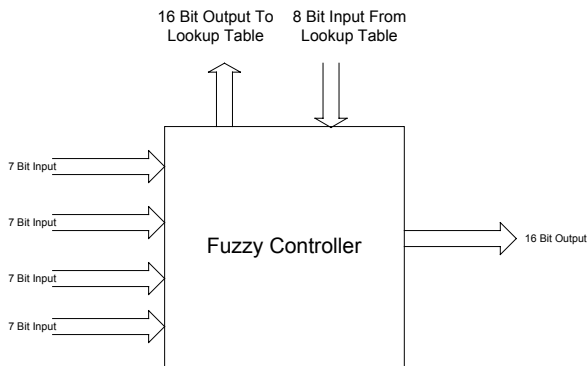 16 Bit Output To
Lookup Table
8 Bit Input From
Lookup Table
7 Bit Input
7 Bit Input
Fuzzy Controller
16 Bit Output
7 Bit Input
7 Bit Input